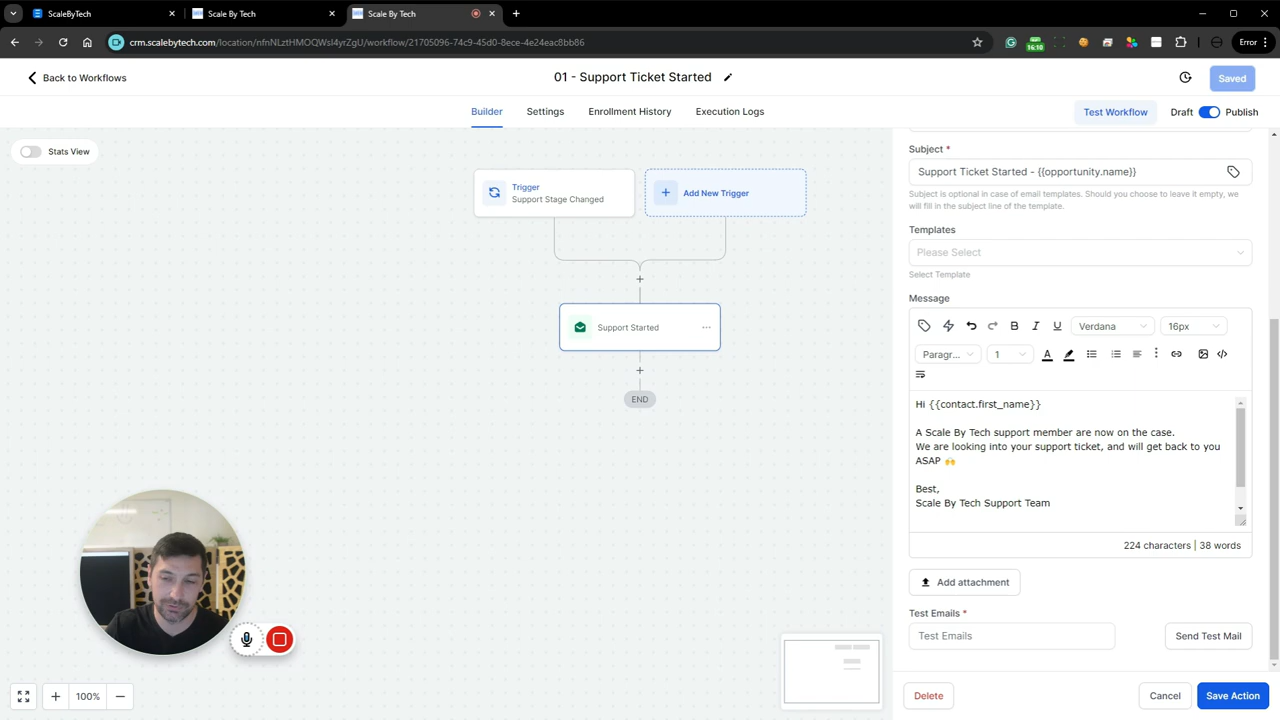 ScaleByTech
Scale By Tech
Scale By Tech
crm.scalebytech.com/location/nfnNLztHMOQWsI4yrZgU/workflow/21705096-74c9-45d0-8ece-4e24eac8bb86
16:10
Error
Back to Workflows
01 - Support Ticket Started
Saved
Builder
Settings
Enrollment History
Execution Logs
Test Workflow
Draft
Publish
Stats View
Trigger
Support Stage Changed
Add New Trigger
Support Started
END
100%
Subject *
Support Ticket Started - {{opportunity.name}}
Subject is optional in case of email templates. Should you choose to leave it empty, we
will fill in the subject line of the template.
Templates
Please Select
Select Template
Message
Verdana
16px
Paragr...
1
Hi {{contact.first_name}}
A Scale By Tech support member are now on the case.
We are looking into your support ticket, and will get back to you
ASAP 🙌
Best,
Scale By Tech Support Team
224 characters | 38 words
Add attachment
Test Emails *
Test Emails
Send Test Mail
Delete
Cancel
Save Action